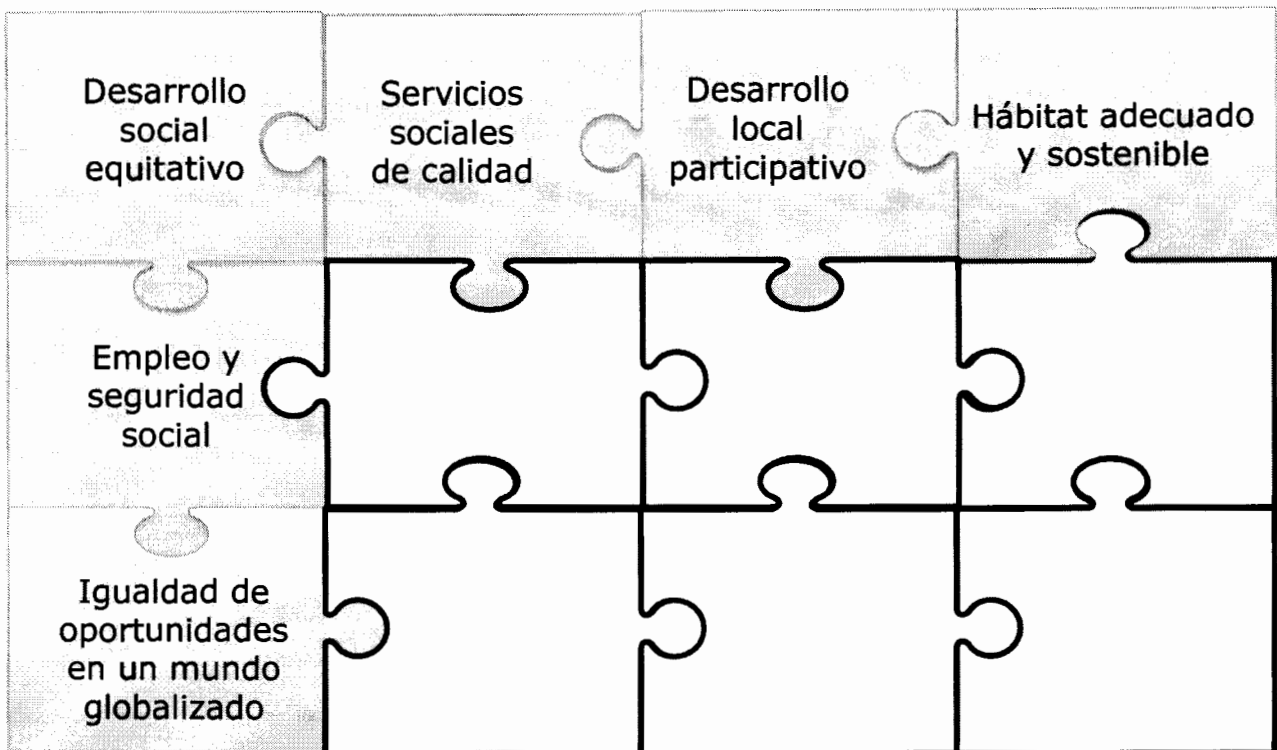 Desarrollo
social
equitativo
Servicios
sociales
de calidad
Desarrollo
local
participativo
Hábitat adecuado
y sostenible
Empleo y
seguridad
social
Igualdad de
oportunidades
en un mundo
globalizado